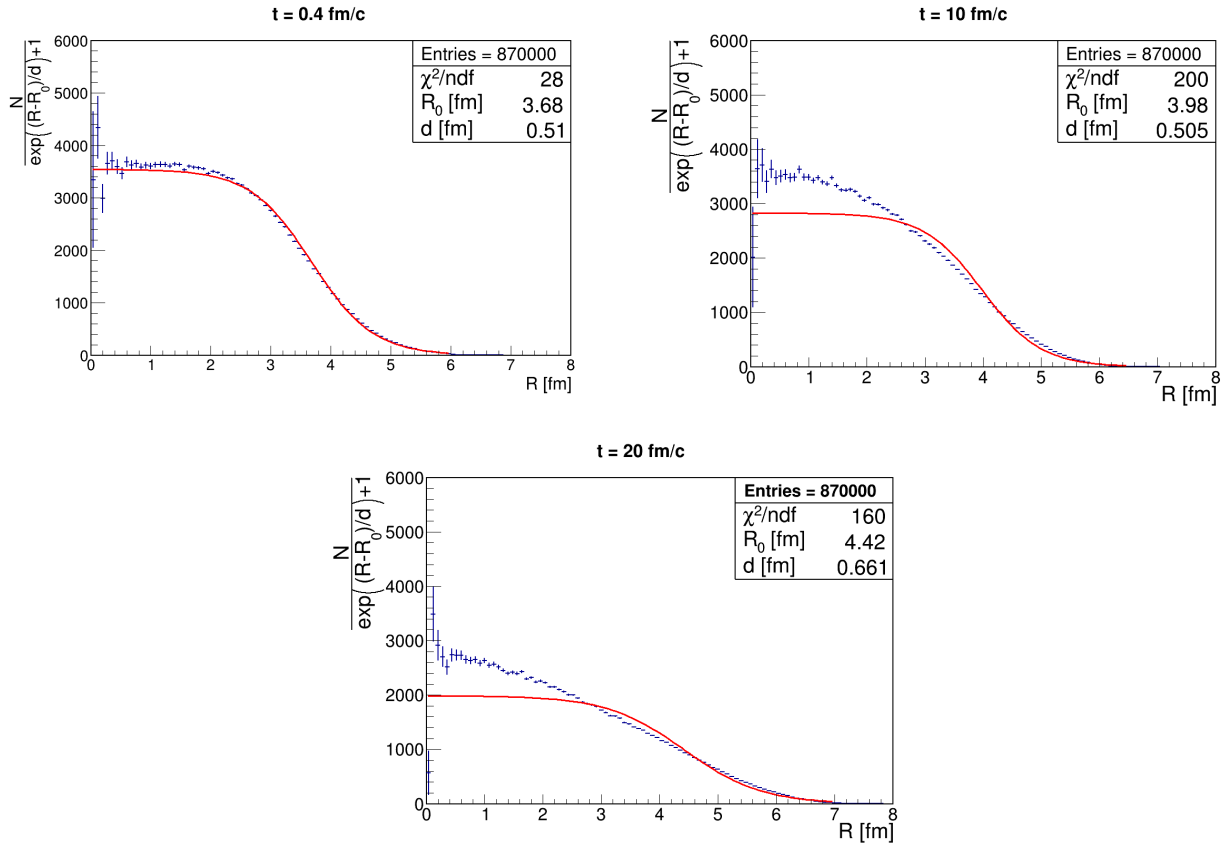 t = 0.4 fm/c
N
exp( (R-R0)/d )+1
6000
5000
4000
3000
2000
1000
0
Entries = 870000
χ²/ndf 28
R0 [fm] 3.68
d [fm] 0.51
0 1 2 3 4 5 6 7 8
R [fm]
t = 10 fm/c
N
exp( (R-R0)/d )+1
6000
5000
4000
3000
2000
1000
0
Entries = 870000
χ²/ndf 200
R0 [fm] 3.98
d [fm] 0.505
0 1 2 3 4 5 6 7 8
R [fm]
t = 20 fm/c
N
exp( (R-R0)/d )+1
6000
5000
4000
3000
2000
1000
0
Entries = 870000
χ²/ndf 160
R0 [fm] 4.42
d [fm] 0.661
0 1 2 3 4 5 6 7 8
R [fm]